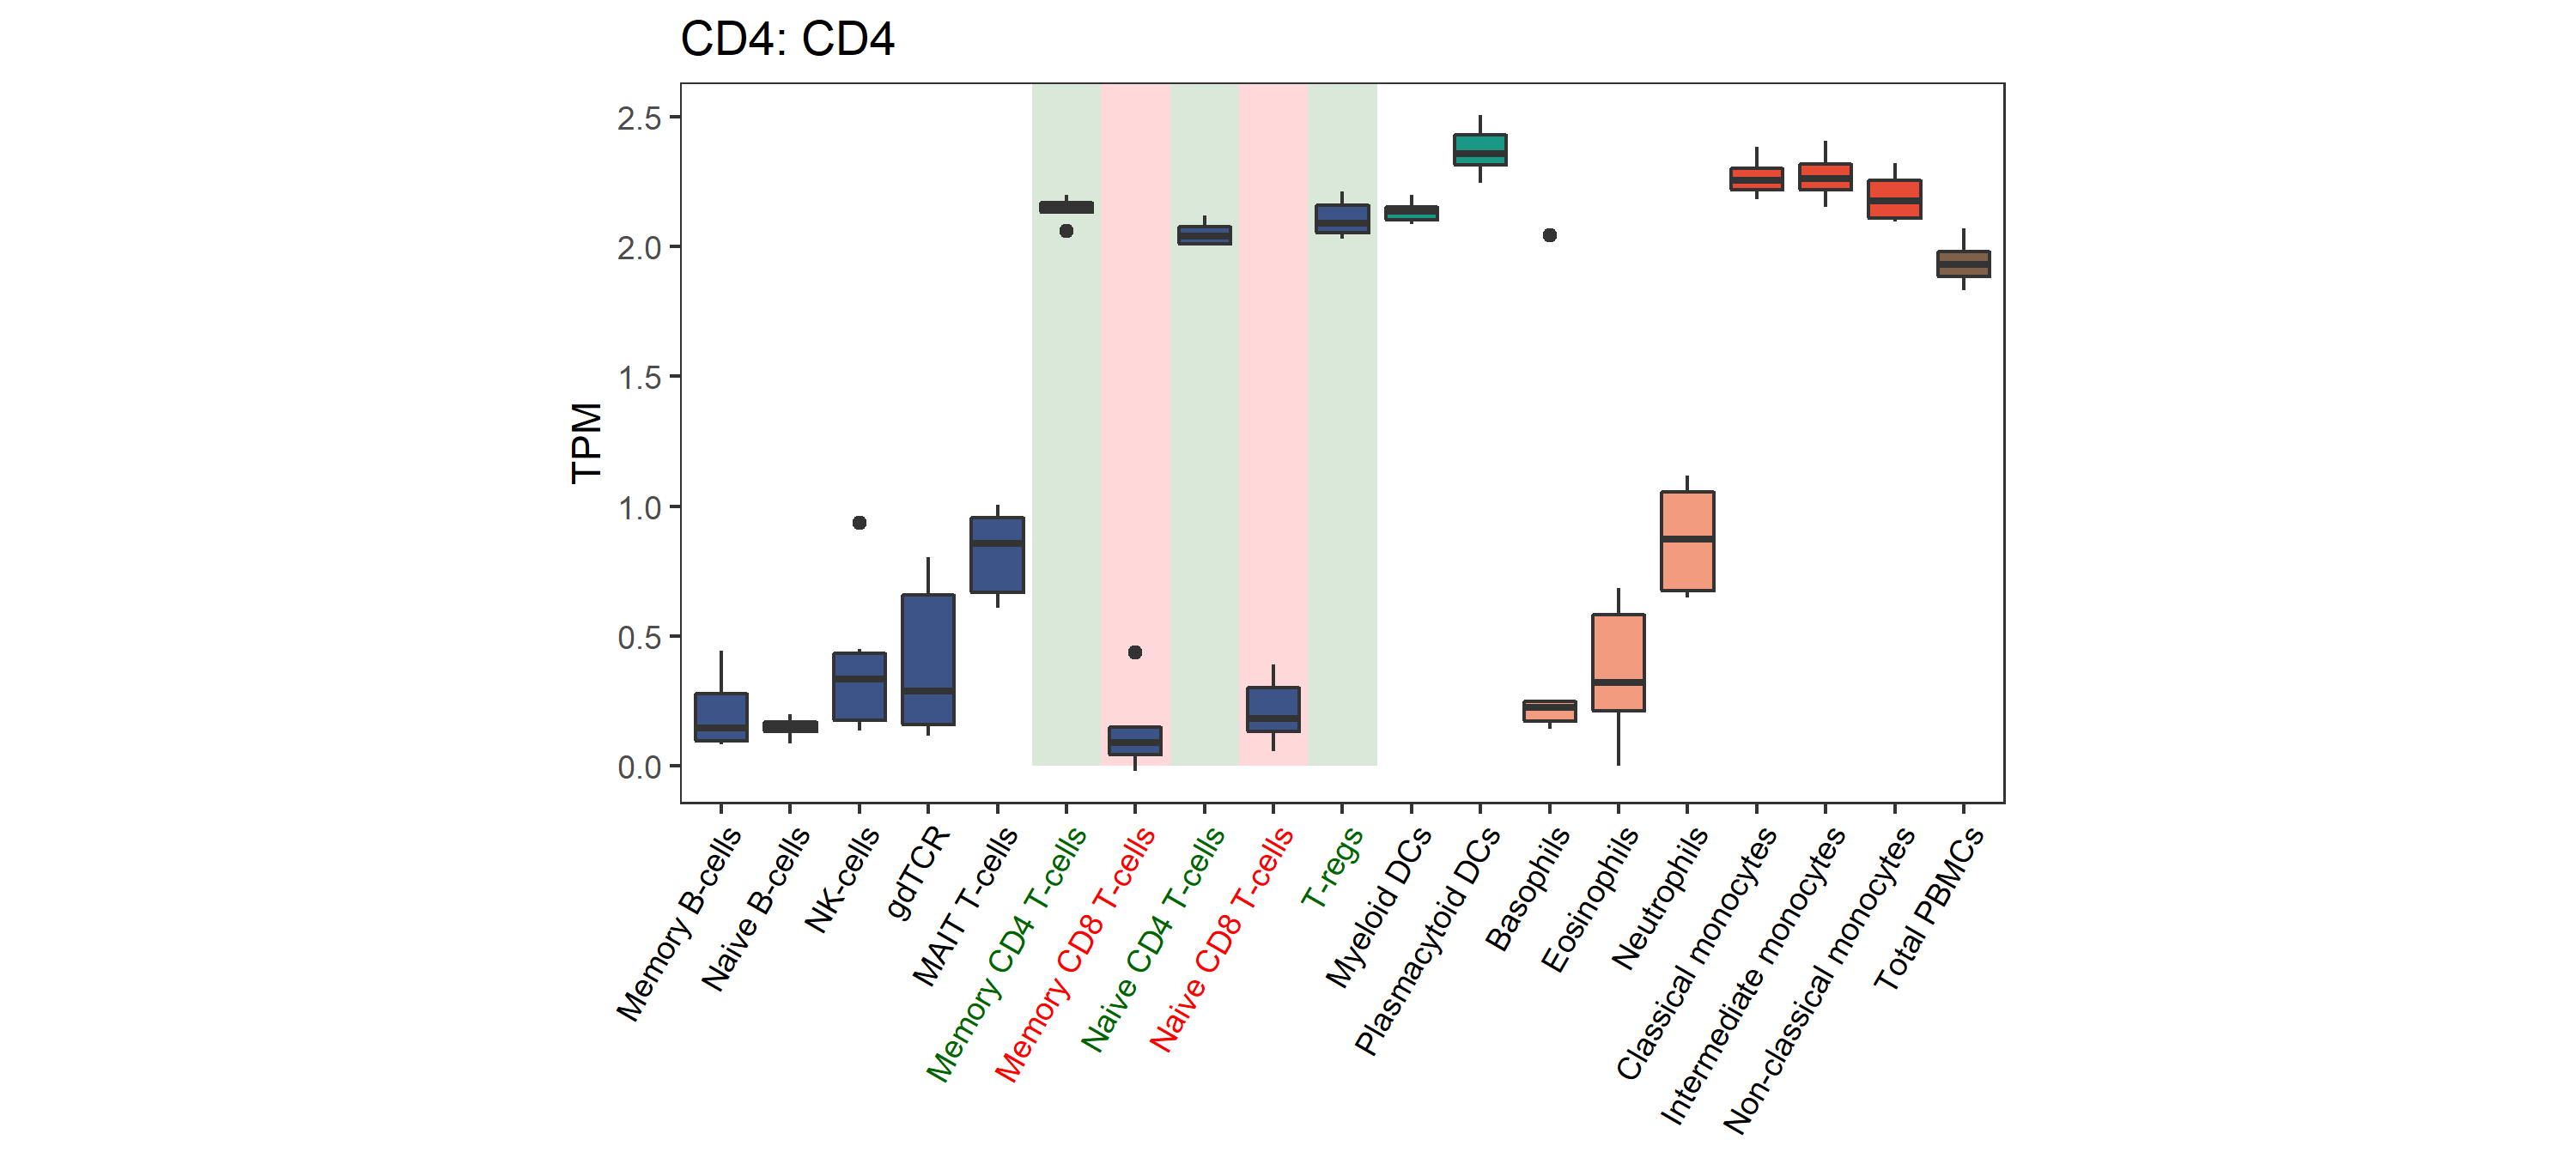 CD4: CD4
TPM
2.5
2.0
1.5
1.0
0.5
0.0
Memory B-cells
Naive B-cells
NK-cells
gdTCR
MAIT T-cells
Memory CD4 T-cells
Memory CD8 T-cells
Naive CD4 T-cells
Naive CD8 T-cells
T-regs
Myeloid DCs
Plasmacytoid DCs
Basophils
Eosinophils
Neutrophils
Classical monocytes
Intermediate monocytes
Non-classical monocytes
Total PBMCs